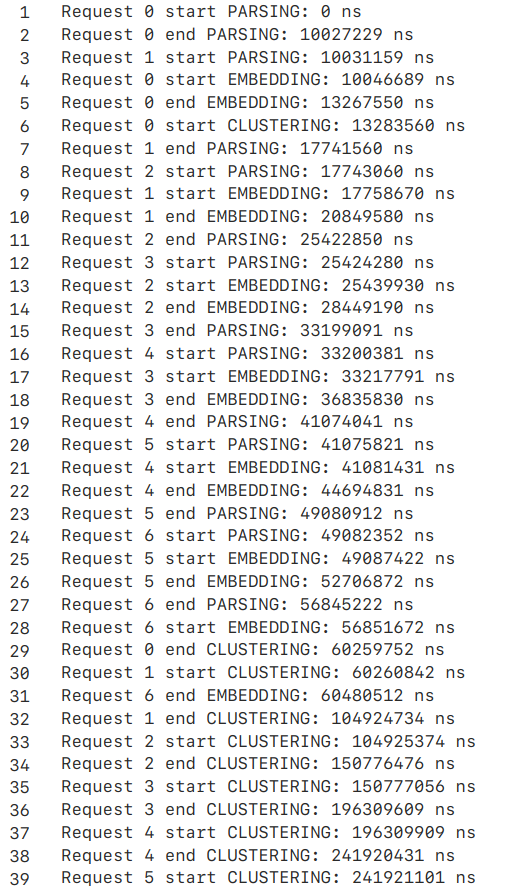 1 Request 0 start PARSING: 0 ns
2 Request 0 end PARSING: 10027229 ns
3 Request 1 start PARSING: 10031159 ns
4 Request 0 start EMBEDDING: 10046689 ns
5 Request 0 end EMBEDDING: 13267550 ns
6 Request 0 start CLUSTERING: 13283560 ns
7 Request 1 end PARSING: 17741560 ns
8 Request 2 start PARSING: 17743060 ns
9 Request 1 start EMBEDDING: 17758670 ns
10 Request 1 end EMBEDDING: 20849580 ns
11 Request 2 end PARSING: 25422850 ns
12 Request 3 start PARSING: 25424280 ns
13 Request 2 start EMBEDDING: 25439930 ns
14 Request 2 end EMBEDDING: 28449190 ns
15 Request 3 end PARSING: 33199091 ns
16 Request 4 start PARSING: 33200381 ns
17 Request 3 start EMBEDDING: 33217791 ns
18 Request 3 end EMBEDDING: 36835830 ns
19 Request 4 end PARSING: 41074041 ns
20 Request 5 start PARSING: 41075821 ns
21 Request 4 start EMBEDDING: 41081431 ns
22 Request 4 end EMBEDDING: 44694831 ns
23 Request 5 end PARSING: 49080912 ns
24 Request 6 start PARSING: 49082352 ns
25 Request 5 start EMBEDDING: 49087422 ns
26 Request 5 end EMBEDDING: 52706872 ns
27 Request 6 end PARSING: 56845222 ns
28 Request 6 start EMBEDDING: 56851672 ns
29 Request 0 end CLUSTERING: 60259752 ns
30 Request 1 start CLUSTERING: 60260842 ns
31 Request 6 end EMBEDDING: 60480512 ns
32 Request 1 end CLUSTERING: 104924734 ns
33 Request 2 start CLUSTERING: 104925374 ns
34 Request 2 end CLUSTERING: 150776476 ns
35 Request 3 start CLUSTERING: 150777056 ns
36 Request 3 end CLUSTERING: 196309609 ns
37 Request 4 start CLUSTERING: 196309909 ns
38 Request 4 end CLUSTERING: 241920431 ns
39 Request 5 start CLUSTERING: 241921101 ns